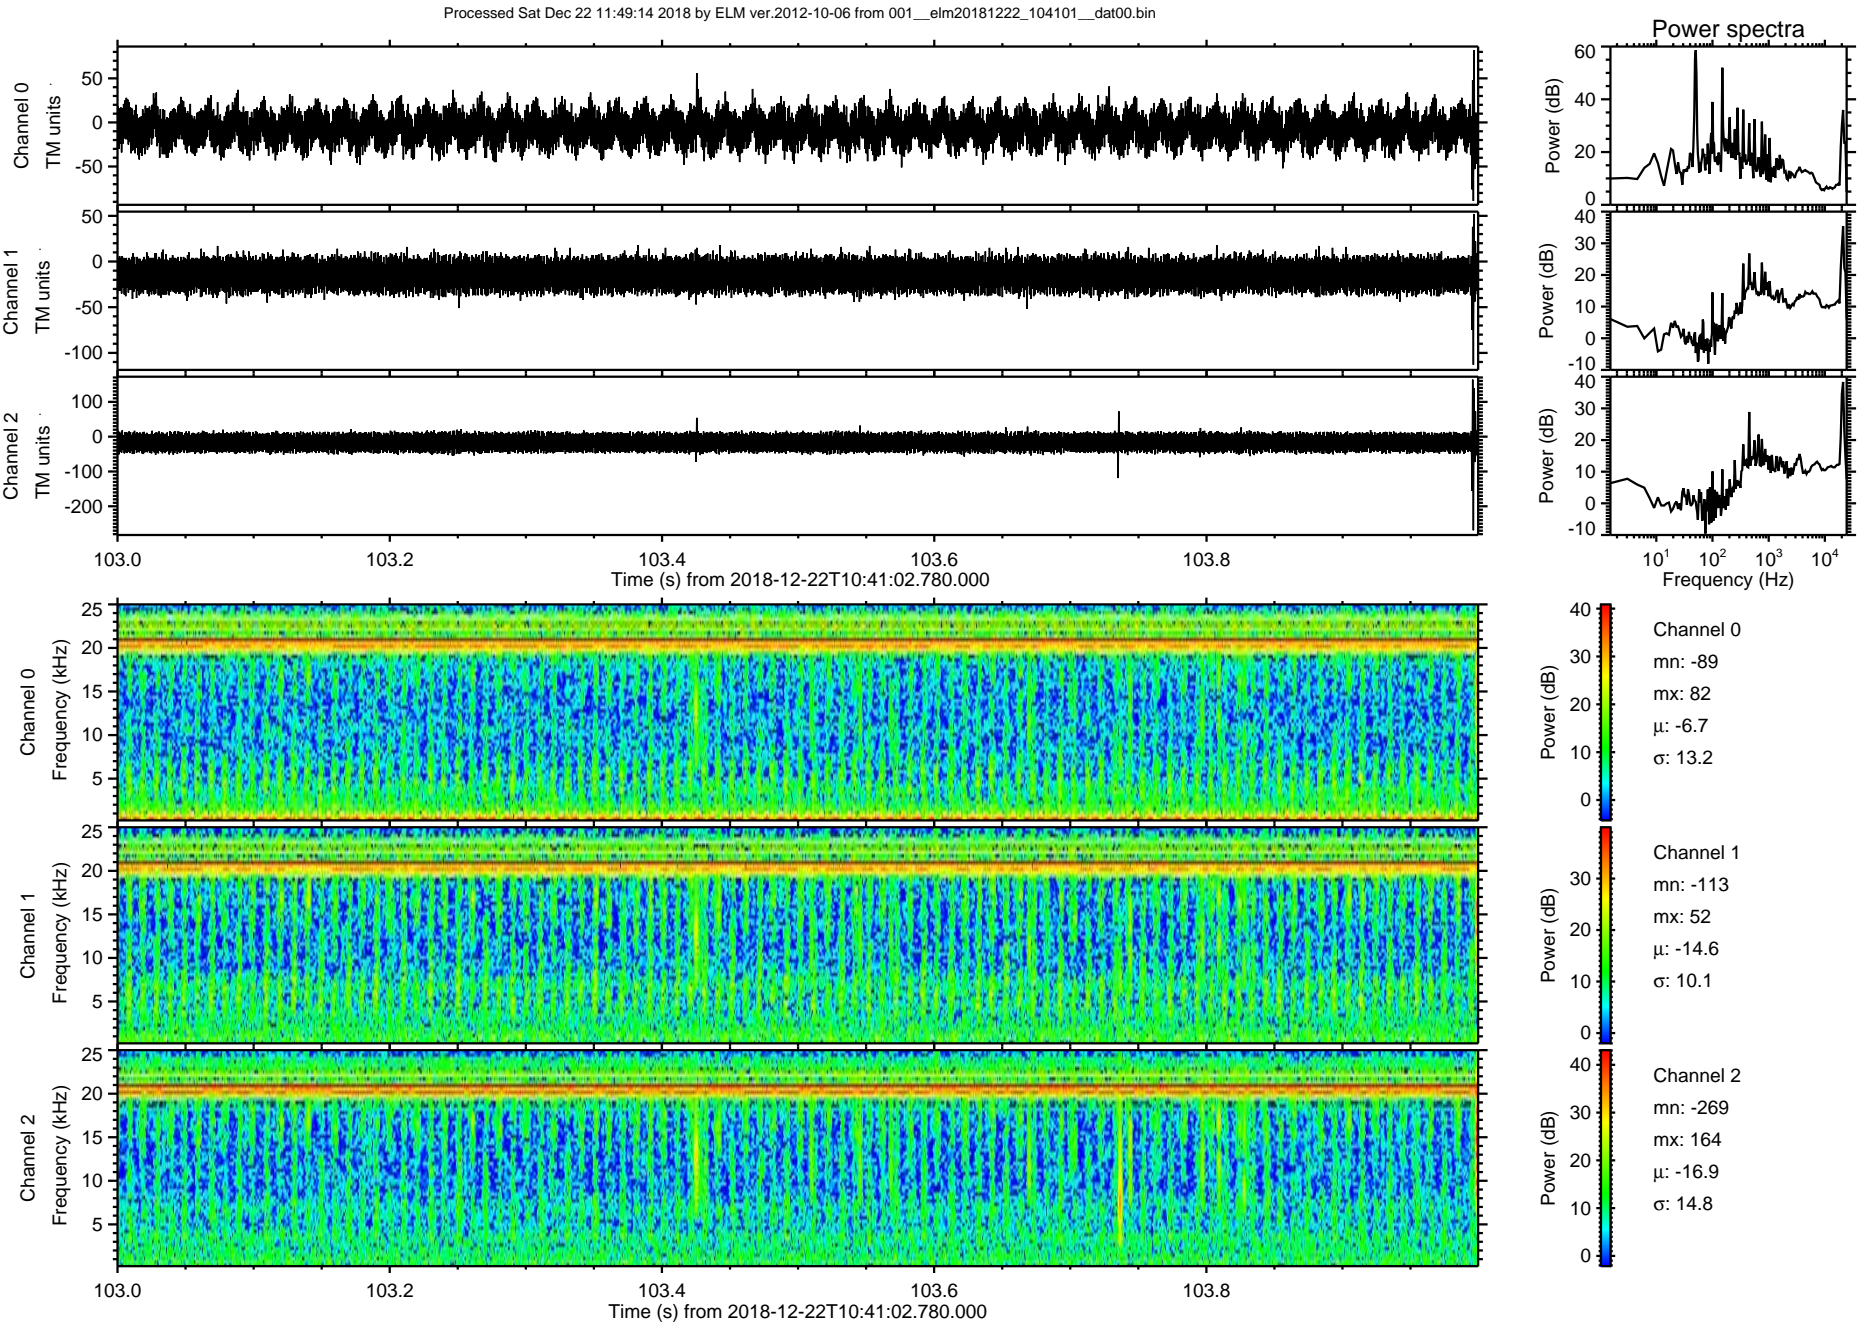 Processed Sat Dec 22 11:49:14 2018 by ELM ver.2012-10-06 from 001__elm20181222_104101__dat00.bin
Power spectra
Channel 0
TM units
50
0
-50
Power (dB)
60
40
20
0
Channel 1
TM units
50
0
-50
-100
Power (dB)
40
30
20
10
0
-10
Channel 2
TM units
100
0
-100
-200
Power (dB)
40
30
20
10
0
-10
103.0 103.2 103.4 103.6 103.8
Time (s) from 2018-12-22T10:41:02.780.000
10^1 10^2 10^3 10^4
Frequency (Hz)
Channel 0
Frequency (kHz)
25
20
15
10
5
Power (dB)
40
30
20
10
0
Channel 0
mn: -89
mx: 82
μ: -6.7
σ: 13.2
Channel 1
Frequency (kHz)
25
20
15
10
5
Power (dB)
30
20
10
0
Channel 1
mn: -113
mx: 52
μ: -14.6
σ: 10.1
Channel 2
Frequency (kHz)
25
20
15
10
5
Power (dB)
40
30
20
10
0
Channel 2
mn: -269
mx: 164
μ: -16.9
σ: 14.8
103.0 103.2 103.4 103.6 103.8
Time (s) from 2018-12-22T10:41:02.780.000